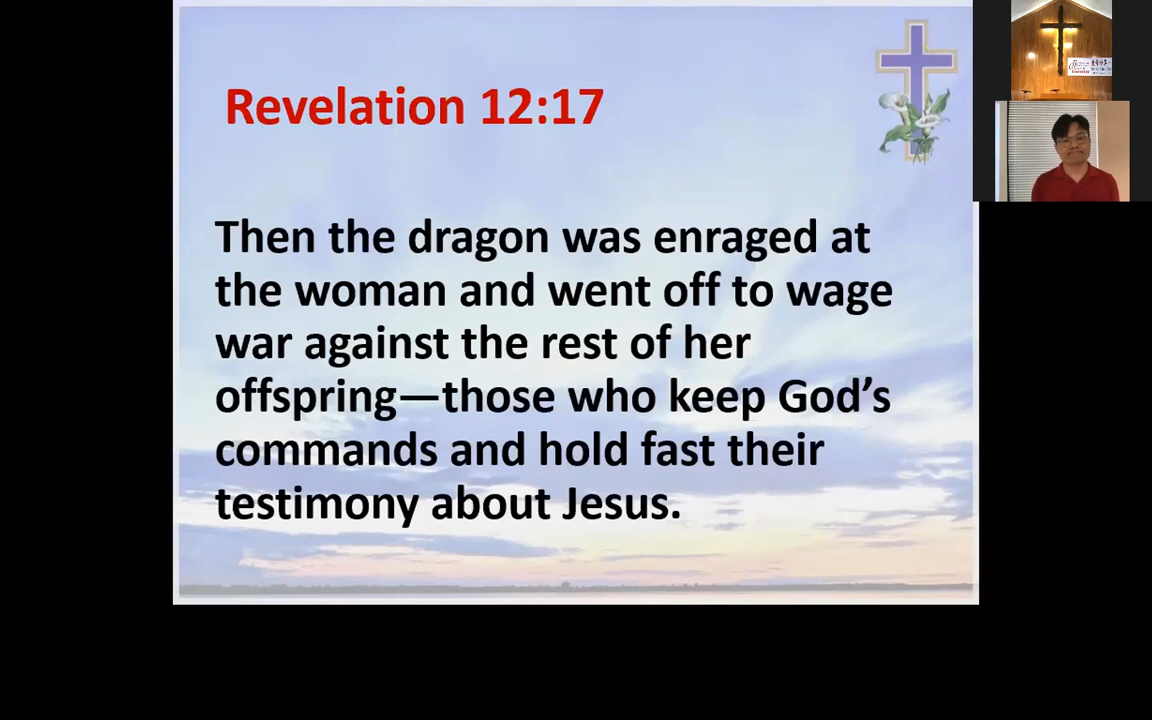 Revelation 12:17
Then the dragon was enraged at
the woman and went off to wage
war against the rest of her
offspring—those who keep God’s
commands and hold fast their
testimony about Jesus.